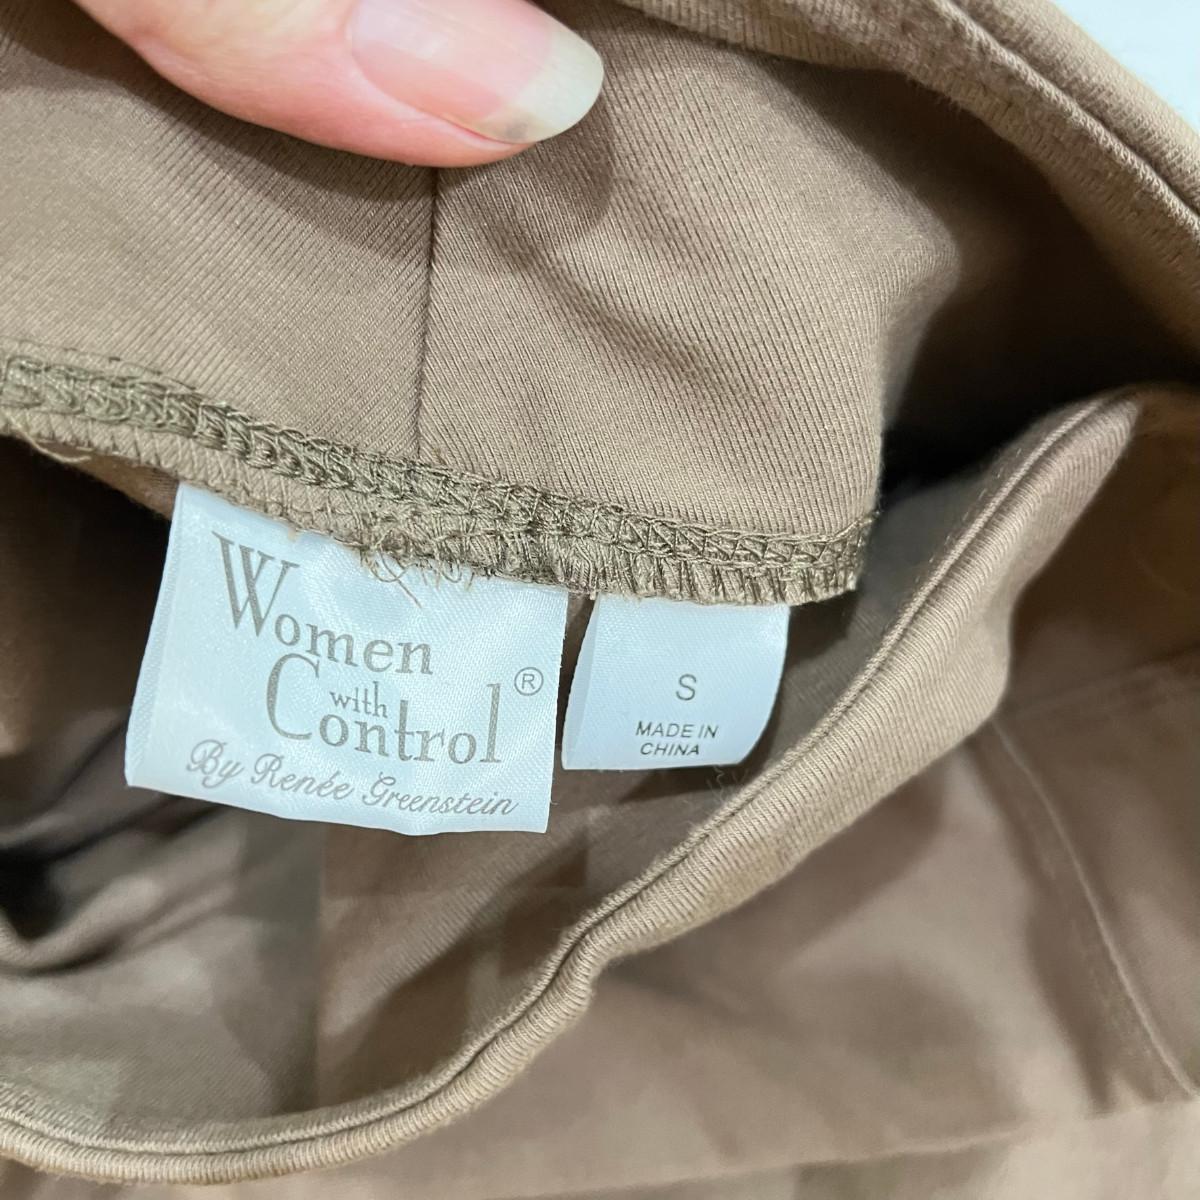 Women
with
Control®
By Renée Greenstein
S
MADE IN
CHINA